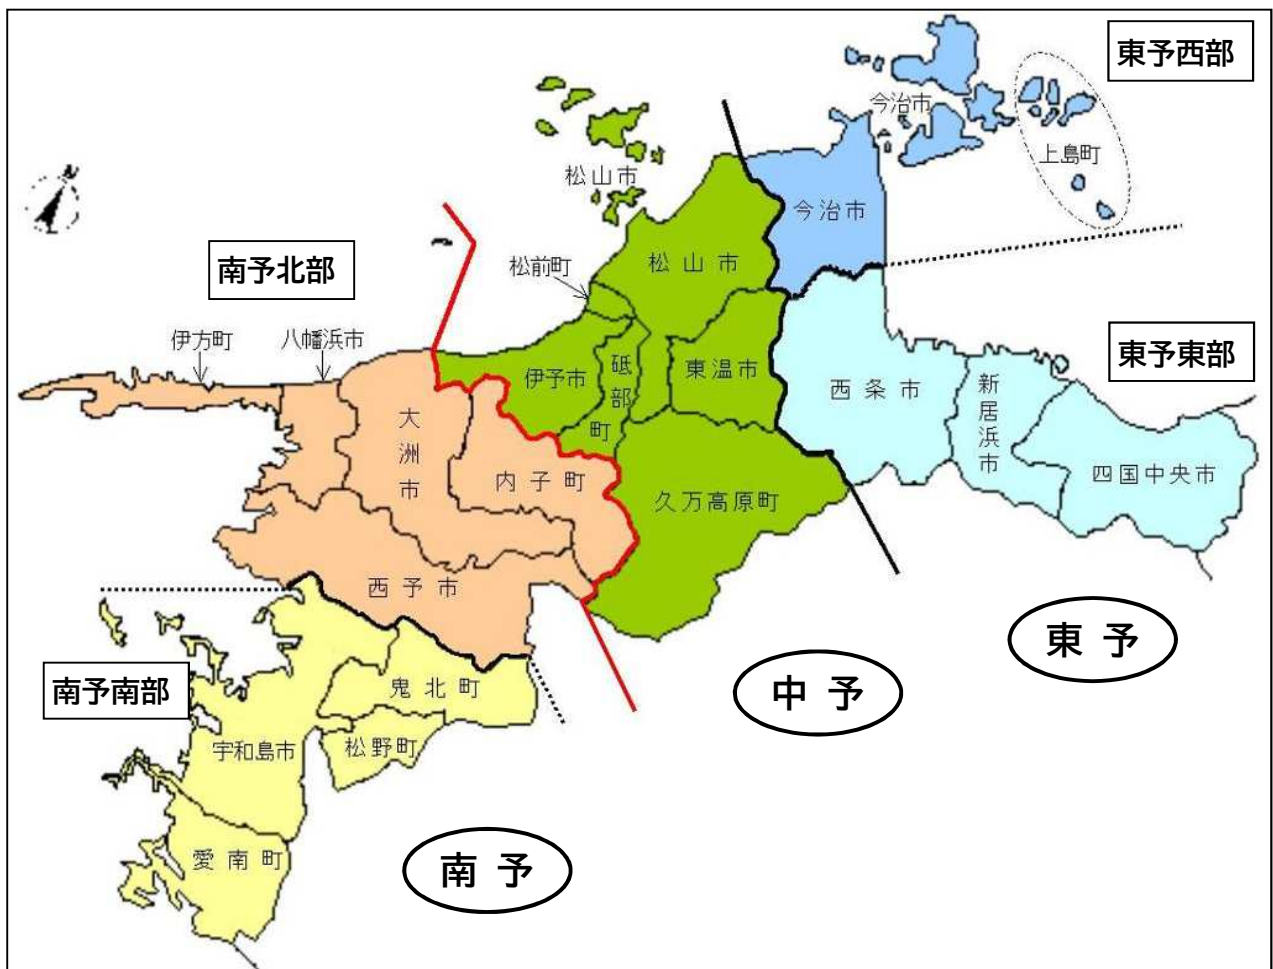 東予西部
今治市
上島町
松山市
今治市
N
南予北部
松前町
松山市
伊方町
八幡浜市
東予東部
伊予市
砥部町
東温市
西条市
新居浜市
大洲市
内子町
久万高原町
四国中央市
西予市
東予
中予
南予南部
鬼北町
宇和島市
松野町
南予
愛南町